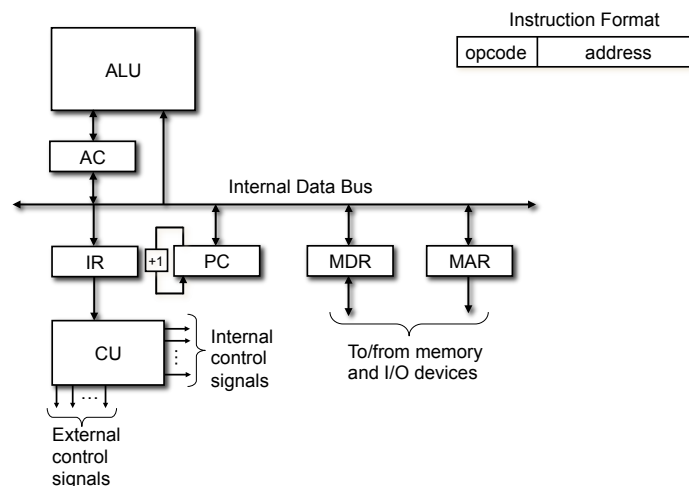 Instruction Format
opcode address
ALU
AC
Internal Data Bus
IR
+1
PC
MDR
MAR
CU
...
Internal
control
signals
To/from memory
and I/O devices
...
External
control
signals